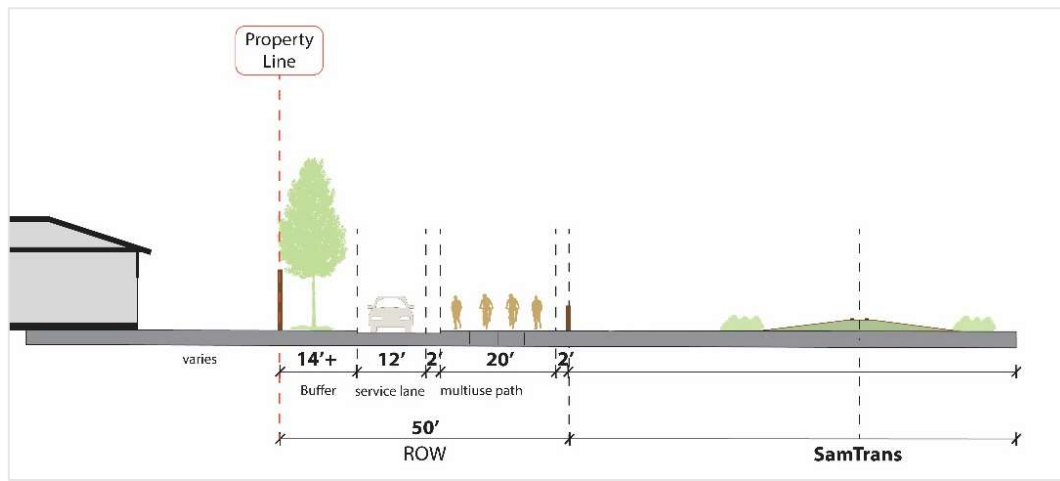 Property
Line
varies
14’+
12’
2’
20’
2’
Buffer
service lane
multiuse path
50’
ROW
SamTrans